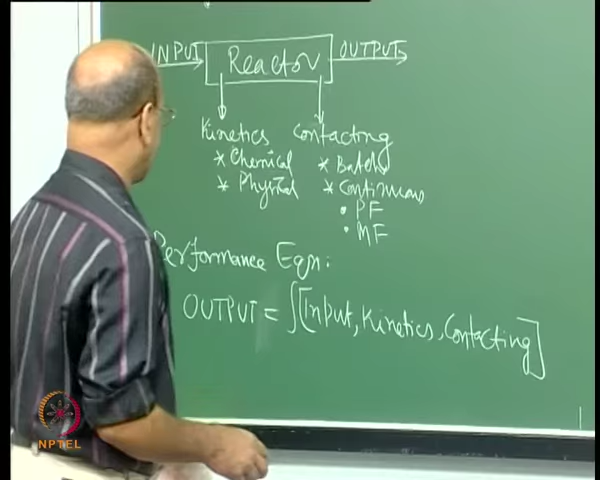 INPUT Reactor OUTPUTS
Kinetics Contacting
* Chemical * Batch
* Physical * Continuous
• PF
• MF
Performance Eqn:
OUTPUT = ∫[Input, Kinetics, Contacting]
NPTEL